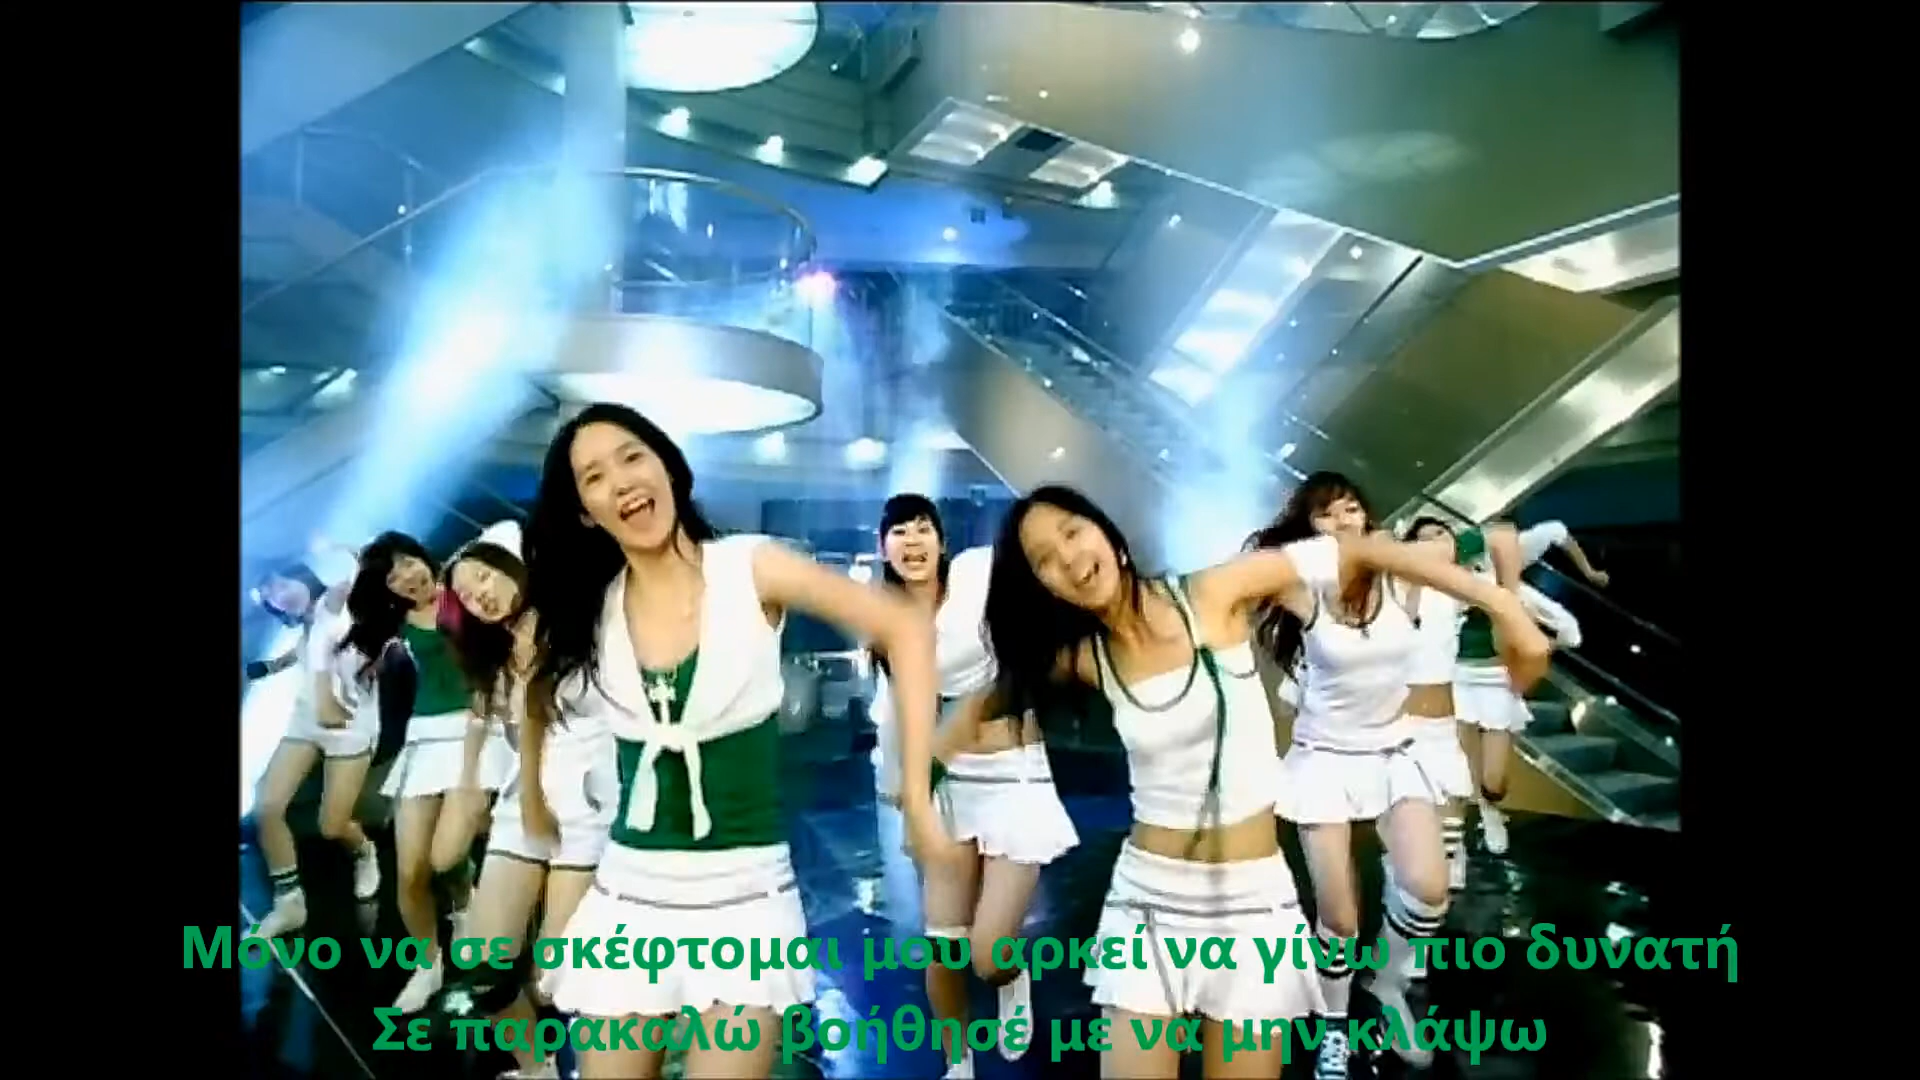 Μόνο να σε σκέφτομαι μου αρκεί να γίνω πιο δυνατή
Σε παρακαλώ βοήθησέ με να μην κλάψω